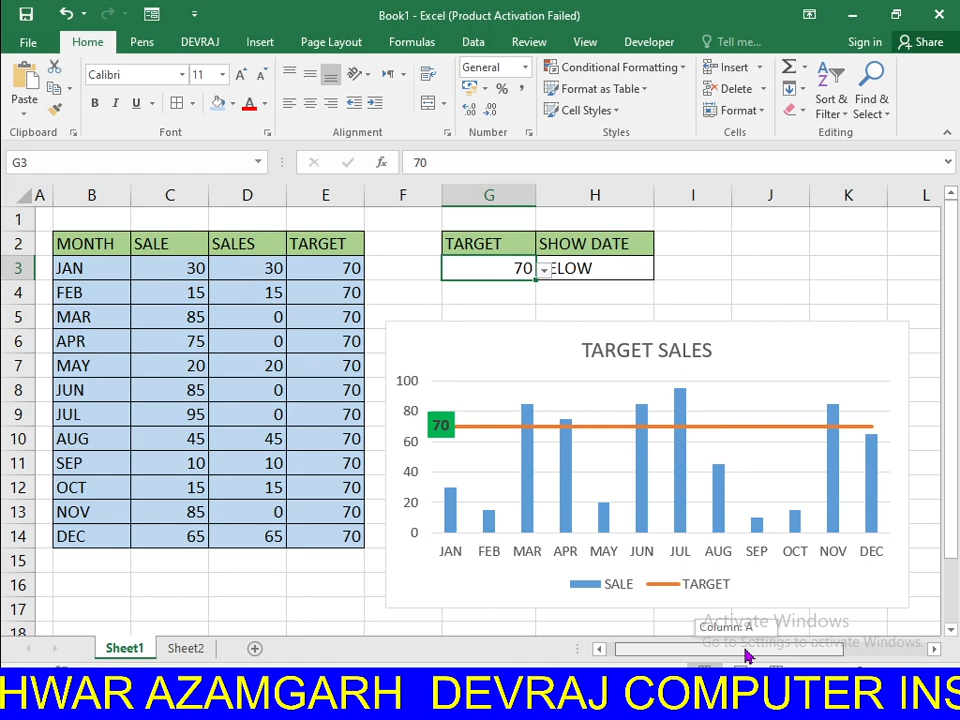 Book1 - Excel (Product Activation Failed)
File Home Pens DEVRAJ Insert Page Layout Formulas Data Review View Developer Tell me... Sign in Share
Paste
Calibri 11
B I U
A
General
% ,
Conditional Formatting
Format as Table
Cell Styles
Insert
Delete
Format
Sort & Filter
Find & Select
Clipboard Font Alignment Number Styles Cells Editing
G3 fx 70
A B C D E F G H I J K L
1
2 MONTH SALE SALES TARGET TARGET SHOW DATE
3 JAN 30 30 70 70 ELOW
4 FEB 15 15 70
5 MAR 85 0 70
6 APR 75 0 70
7 MAY 20 20 70
8 JUN 85 0 70
9 JUL 95 0 70
10 AUG 45 45 70
11 SEP 10 10 70
12 OCT 15 15 70
13 NOV 85 0 70
14 DEC 65 65 70
15
16
17
18
TARGET SALES
100
80
70
60
40
20
0
JAN FEB MAR APR MAY JUN JUL AUG SEP OCT NOV DEC
SALE TARGET
Activate Windows
Column: A
Go to Settings to activate Windows.
Sheet1 Sheet2
HWAR AZAMGARH DEVRAJ COMPUTER INS